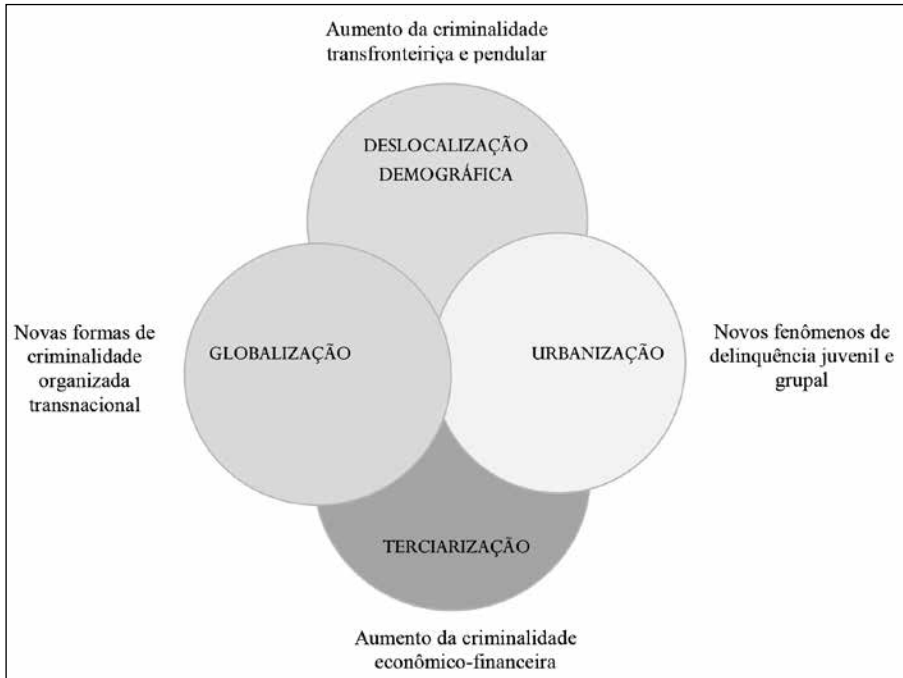 Aumento da criminalidade
transfronteiriça e pendular
DESLOCALIZAÇÃO
DEMOGRÁFICA
Novas formas de
criminalidade
organizada
transnacional
GLOBALIZAÇÃO
URBANIZAÇÃO
Novos fenômenos de
delinquência juvenil e
grupal
TERCIARIZAÇÃO
Aumento da criminalidade
econômico-financeira